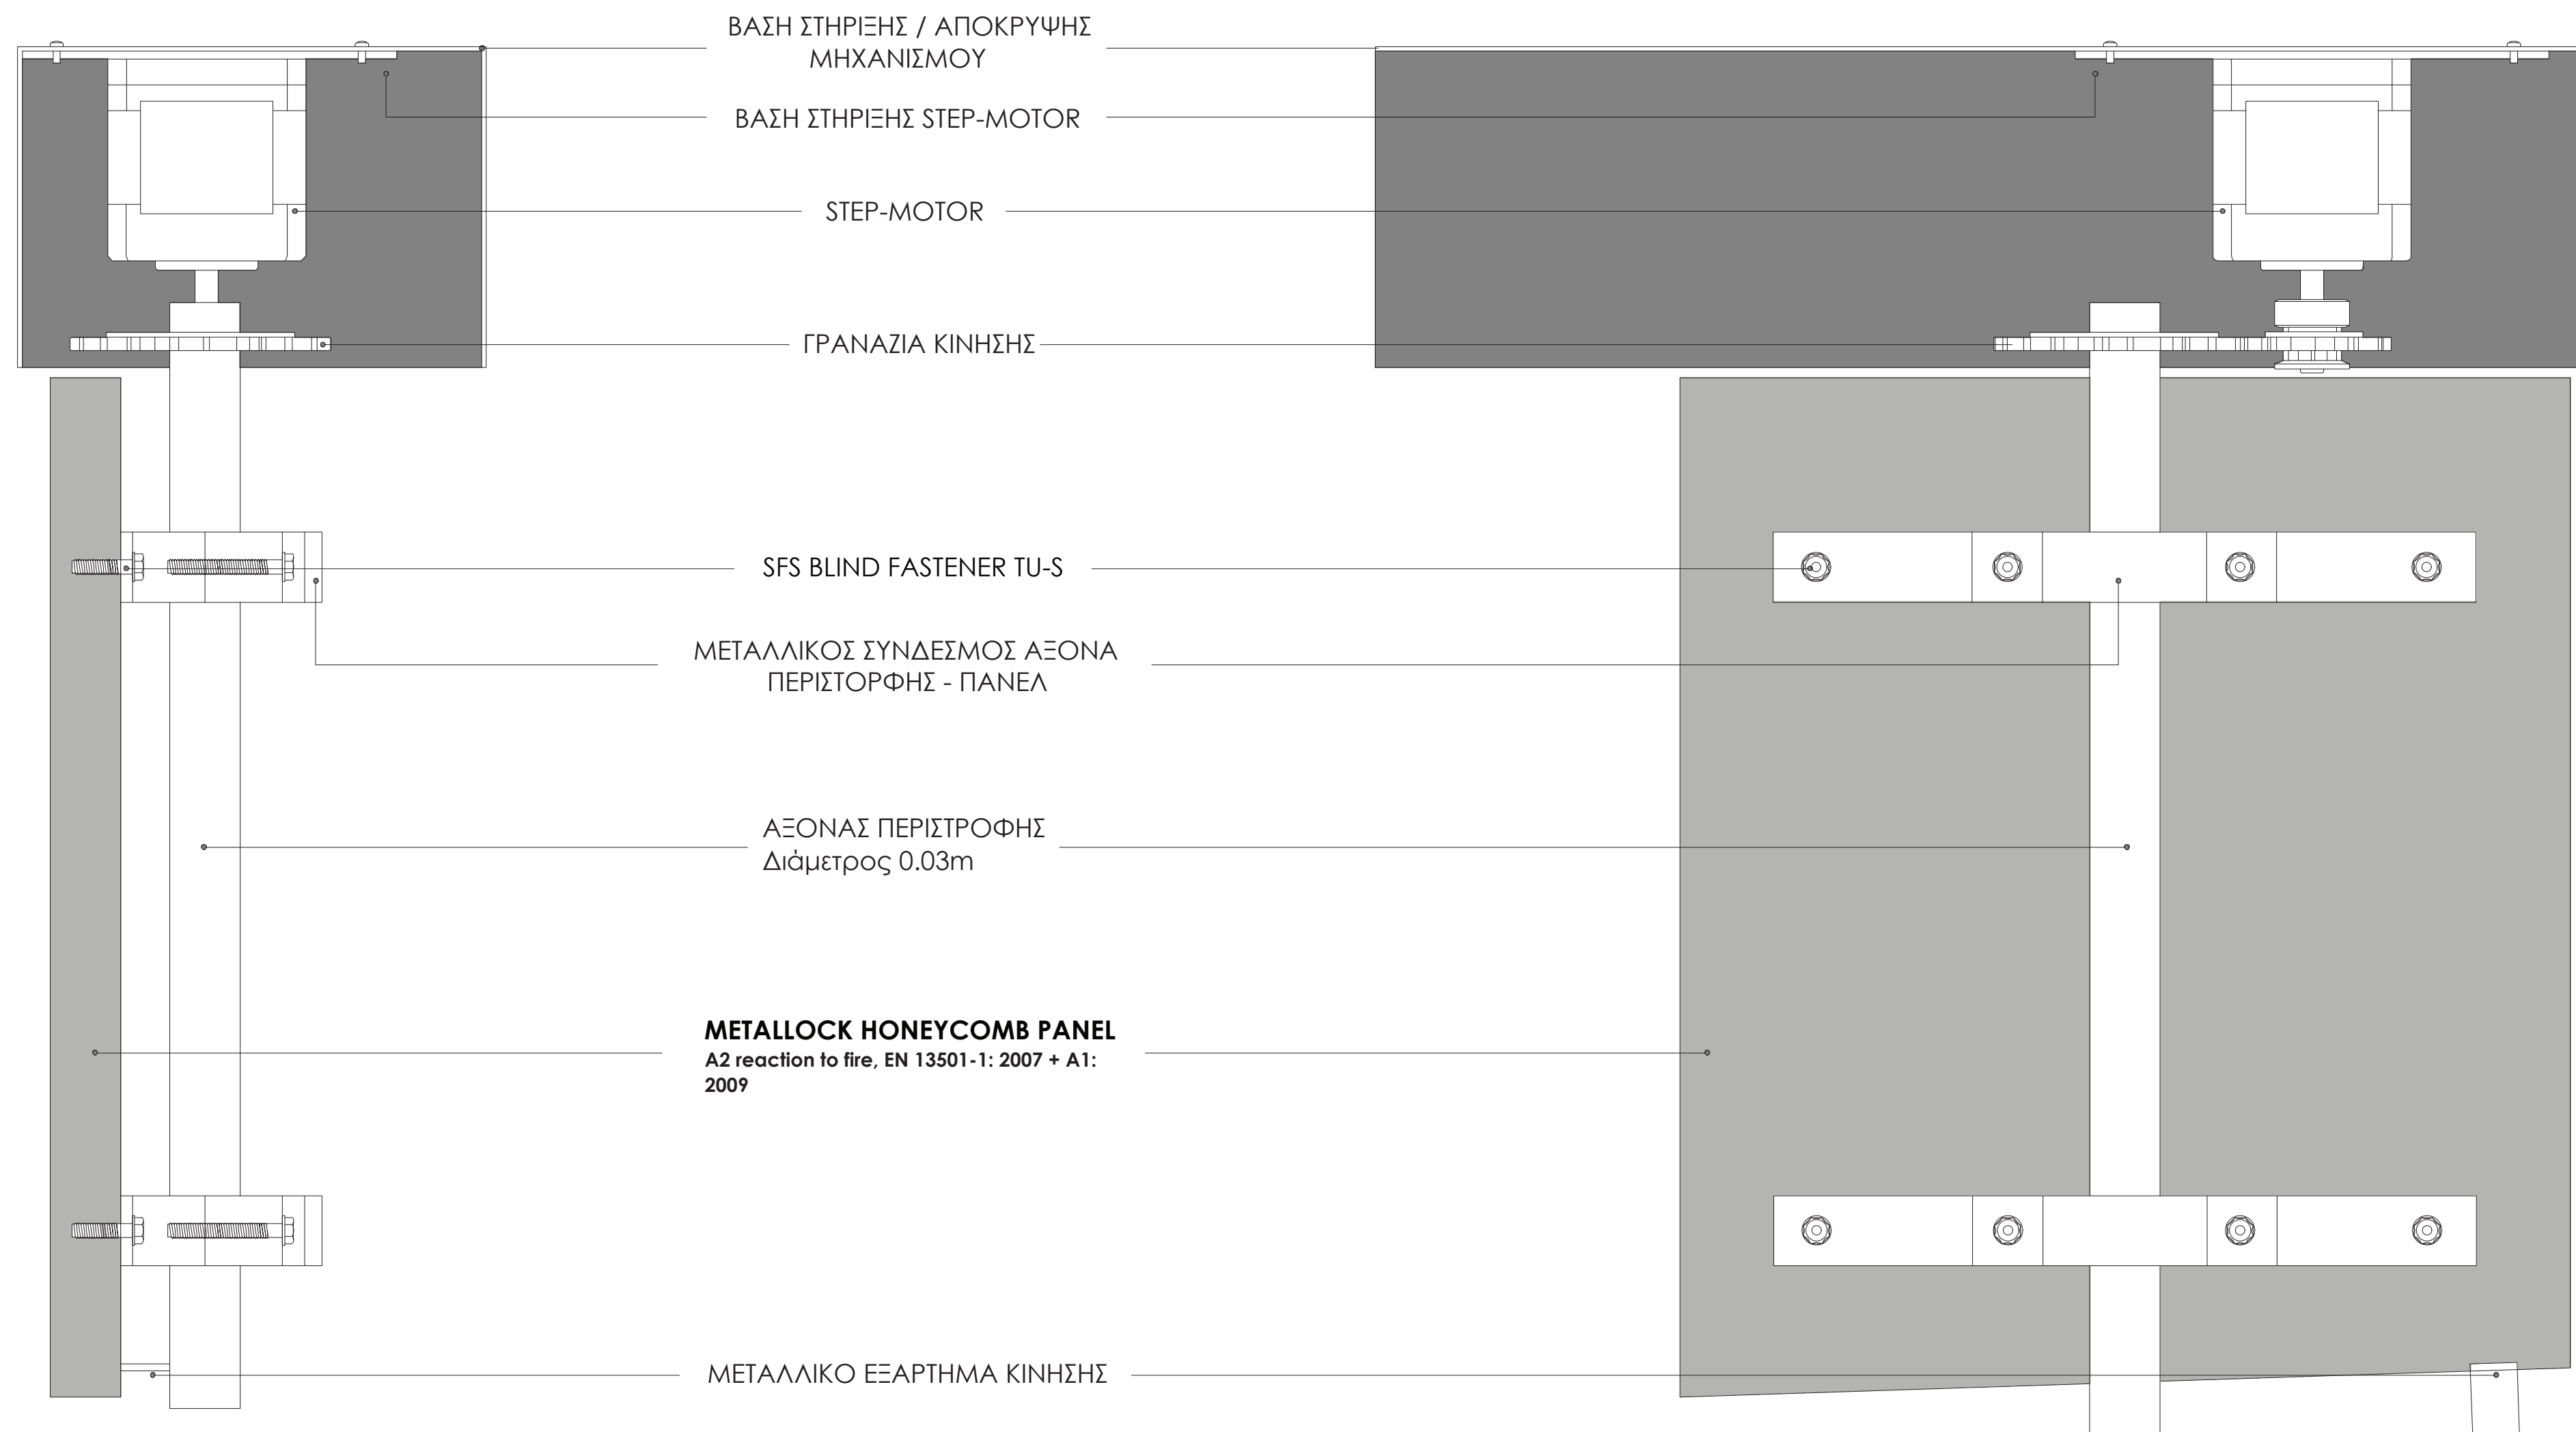 ΒΑΣΗ ΣΤΗΡΙΞΗΣ / ΑΠΟΚΡΥΨΗΣ
ΜΗΧΑΝΙΣΜΟΥ
ΒΑΣΗ ΣΤΗΡΙΞΗΣ STEP-MOTOR
STEP-MOTOR
ΓΡΑΝΑΖΙΑ ΚΙΝΗΣΗΣ
SFS BLIND FASTENER TU-S
ΜΕΤΑΛΛΙΚΟΣ ΣΥΝΔΕΣΜΟΣ ΑΞΟΝΑ
ΠΕΡΙΣΤΟΡΦΗΣ - ΠΑΝΕΛ
ΑΞΟΝΑΣ ΠΕΡΙΣΤΡΟΦΗΣ
Διάμετρος 0.03m
METALLOCK HONEYCOMB PANEL
A2 reaction to fire, EN 13501-1: 2007 + A1:
2009
ΜΕΤΑΛΛΙΚΟ ΕΞΑΡΤΗΜΑ ΚΙΝΗΣΗΣ